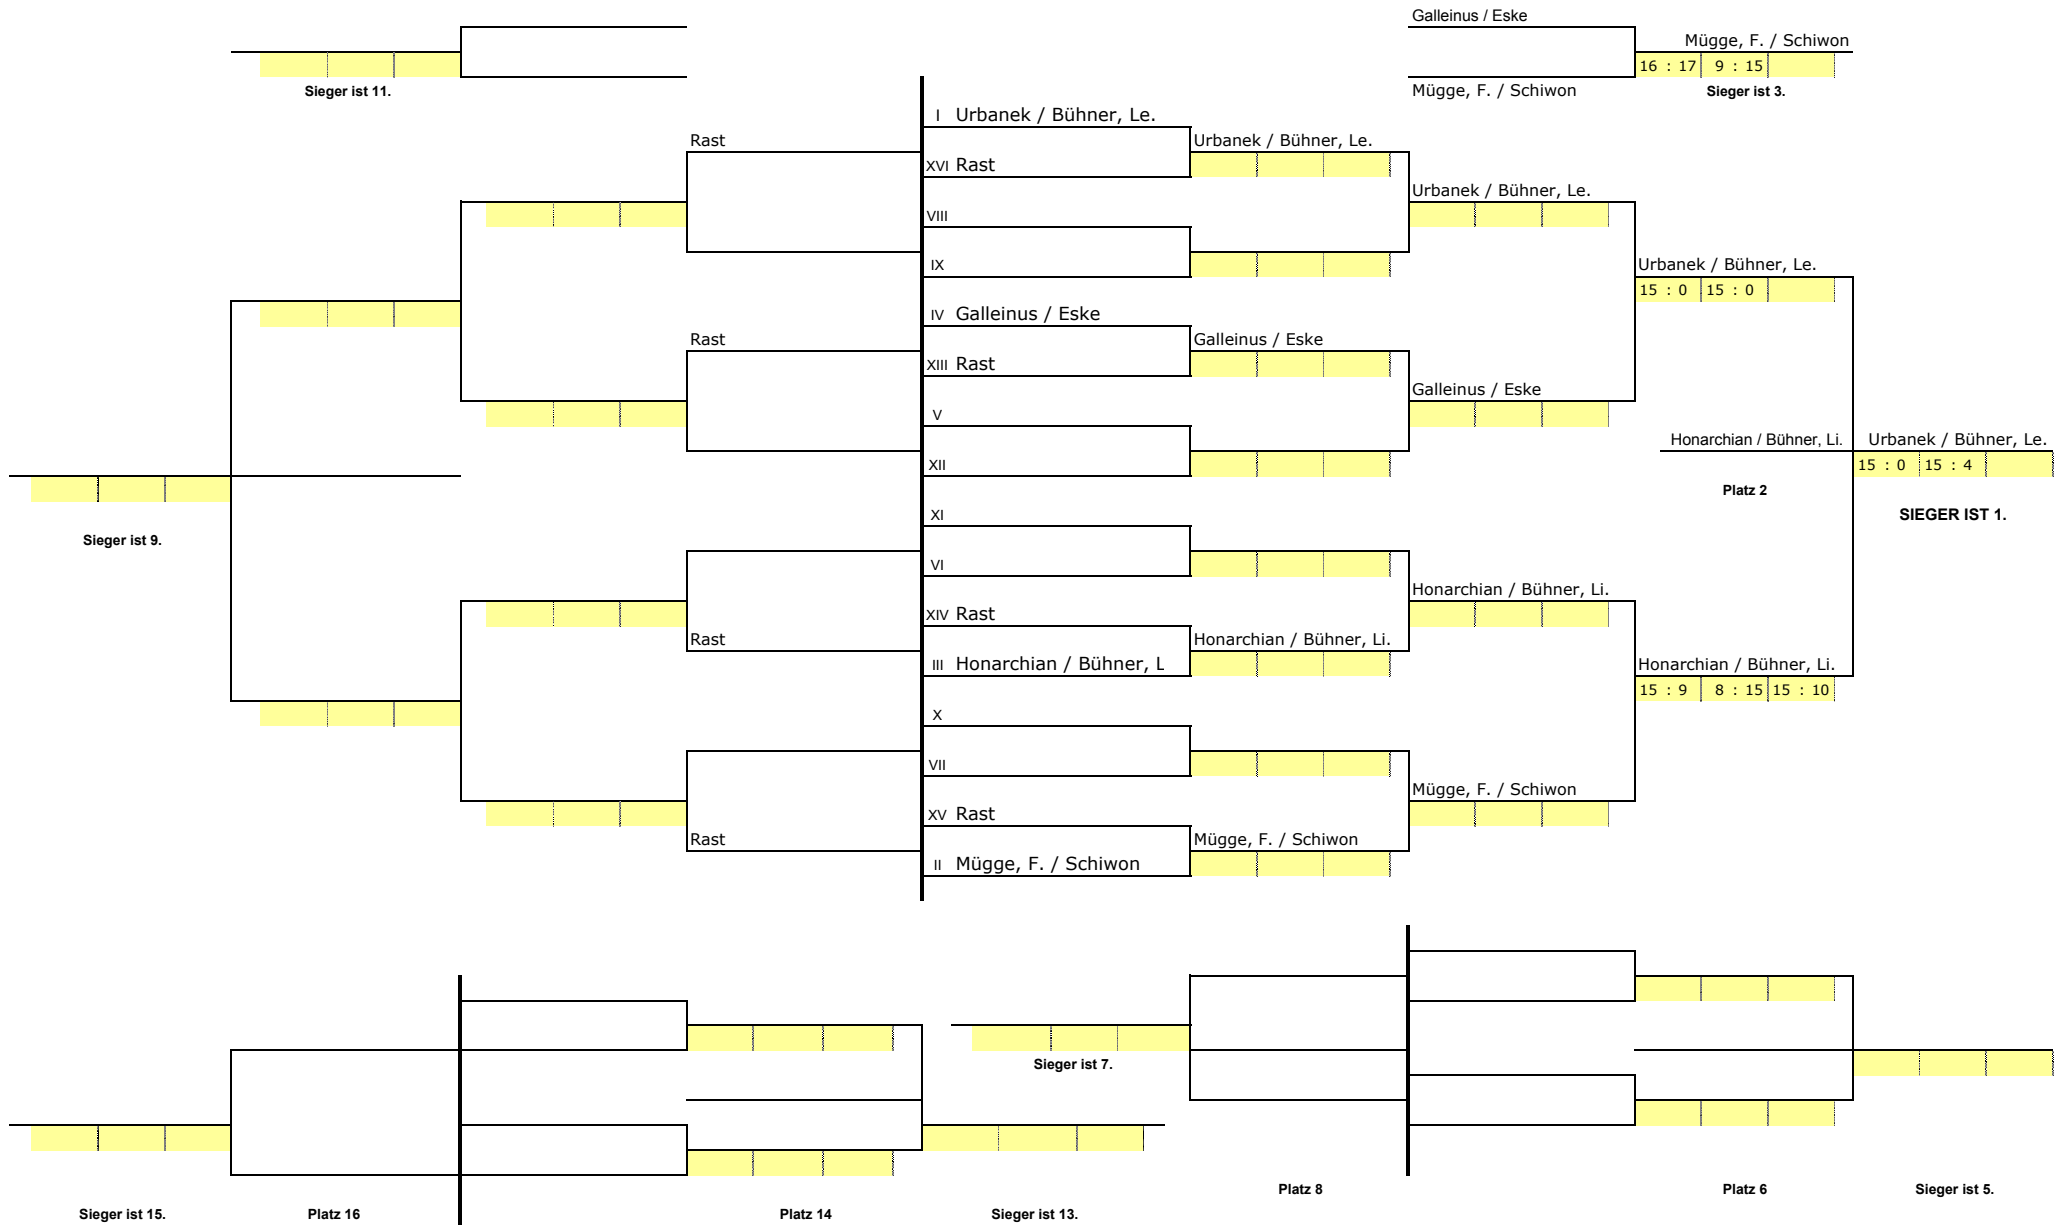 Galleinus / Eske
Mügge, F. / Schiwon
16 : 17 9 : 15
Sieger ist 11.
Mügge, F. / Schiwon
Sieger ist 3.
I Urbanek / Bühner, Le.
Rast
Urbanek / Bühner, Le.
XVI Rast
Urbanek / Bühner, Le.
VIII
IX
Urbanek / Bühner, Le.
15 : 0 15 : 0
IV Galleinus / Eske
Rast
Galleinus / Eske
XIII Rast
Galleinus / Eske
V
Honarchian / Bühner, Li.
Urbanek / Bühner, Le.
XII
15 : 0 15 : 4
Platz 2
XI
SIEGER IST 1.
Sieger ist 9.
VI
Honarchian / Bühner, Li.
XIV Rast
Rast
Honarchian / Bühner, Li.
III Honarchian / Bühner, L
Honarchian / Bühner, Li.
15 : 9 8 : 15 15 : 10
X
VII
Mügge, F. / Schiwon
XV Rast
Rast
Mügge, F. / Schiwon
II Mügge, F. / Schiwon
Sieger ist 7.
Platz 8
Platz 6
Sieger ist 5.
Sieger ist 15.
Platz 16
Platz 14
Sieger ist 13.